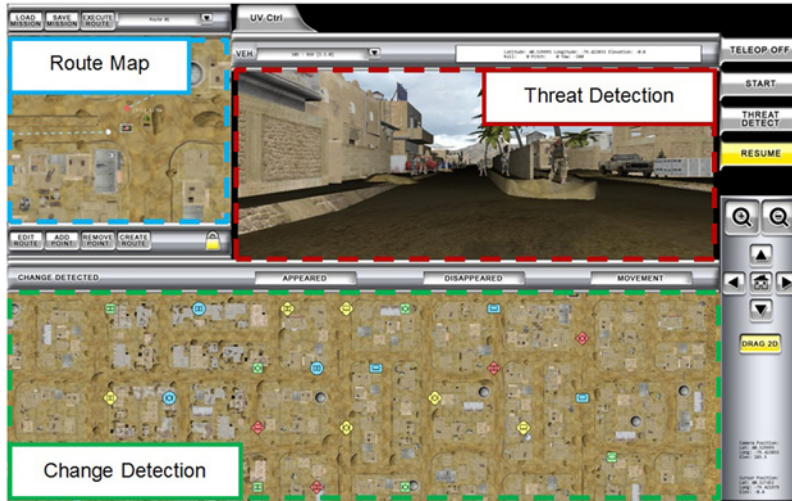 LOAD MISSION
SAVE MISSION
EXECUTE ROUTE
UV Ctrl
VEH
Route Map
Threat Detection
TELEOP OFF
START
THREAT DETECT
RESUME
EDIT ROUTE
ADD POINT
REMOVE POINT
CREATE ROUTE
CHANGE DETECTED
APPEARED
DISAPPEARED
MOVEMENT
DRAG 2D
Change Detection